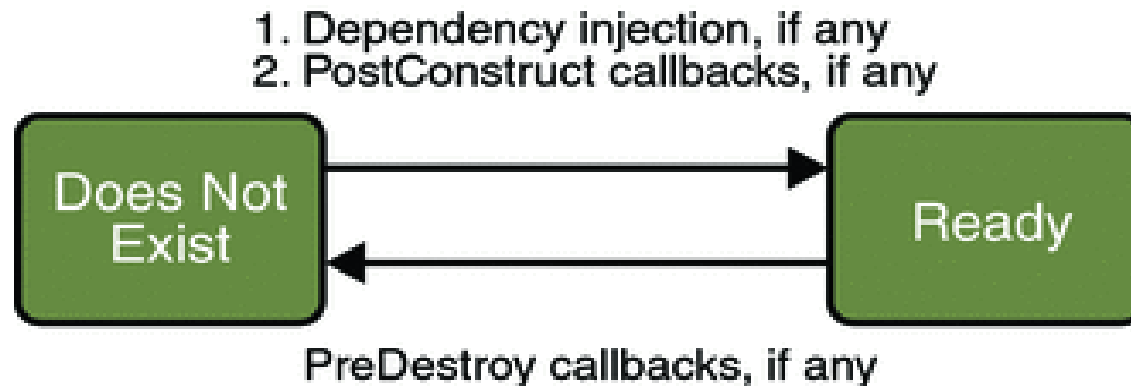 1. Dependency injection, if any
2. PostConstruct callbacks, if any
Does Not
Exist
Ready
PreDestroy callbacks, if any